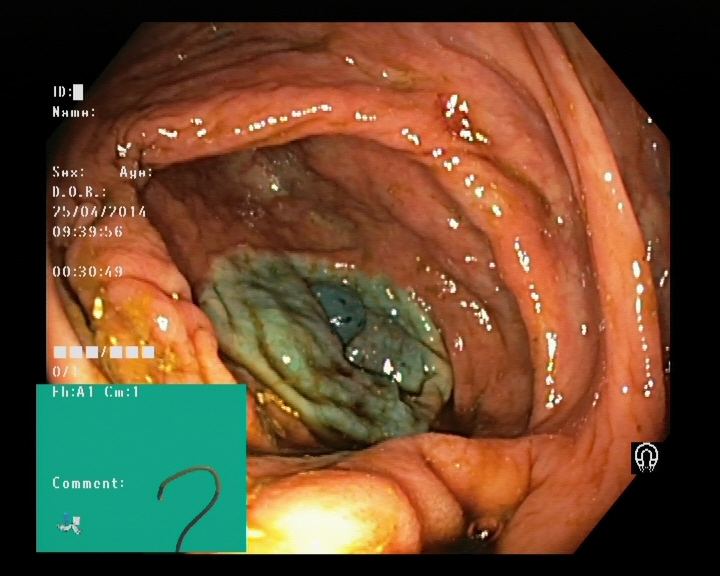 ID:
Name:
Sex: Age:
D.O.B.:
25/04/2014
09:39:56
00:30:49
/
0/1
Eh:A1 Cm:1
Comment: